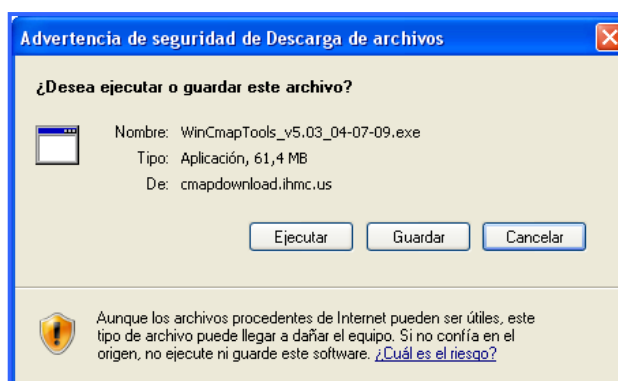 Advertencia de seguridad de Descarga de archivos
¿Desea ejecutar o guardar este archivo?
Nombre: WinCmapTools_v5.03_04-07-09.exe
Tipo: Aplicación, 61,4 MB
De: cmapdownload.ihmc.us
Ejecutar Guardar Cancelar
Aunque los archivos procedentes de Internet pueden ser útiles, este
tipo de archivo puede llegar a dañar el equipo. Si no confía en el
origen, no ejecute ni guarde este software. ¿Cuál es el riesgo?